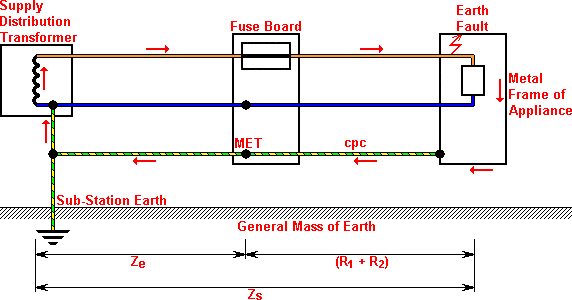 Supply
Distribution
Transformer
Fuse Board
Earth
Fault
Metal
Frame of
Appliance
MET
cpc
Sub-Station Earth
General Mass of Earth
Ze
(R1 + R2)
Zs